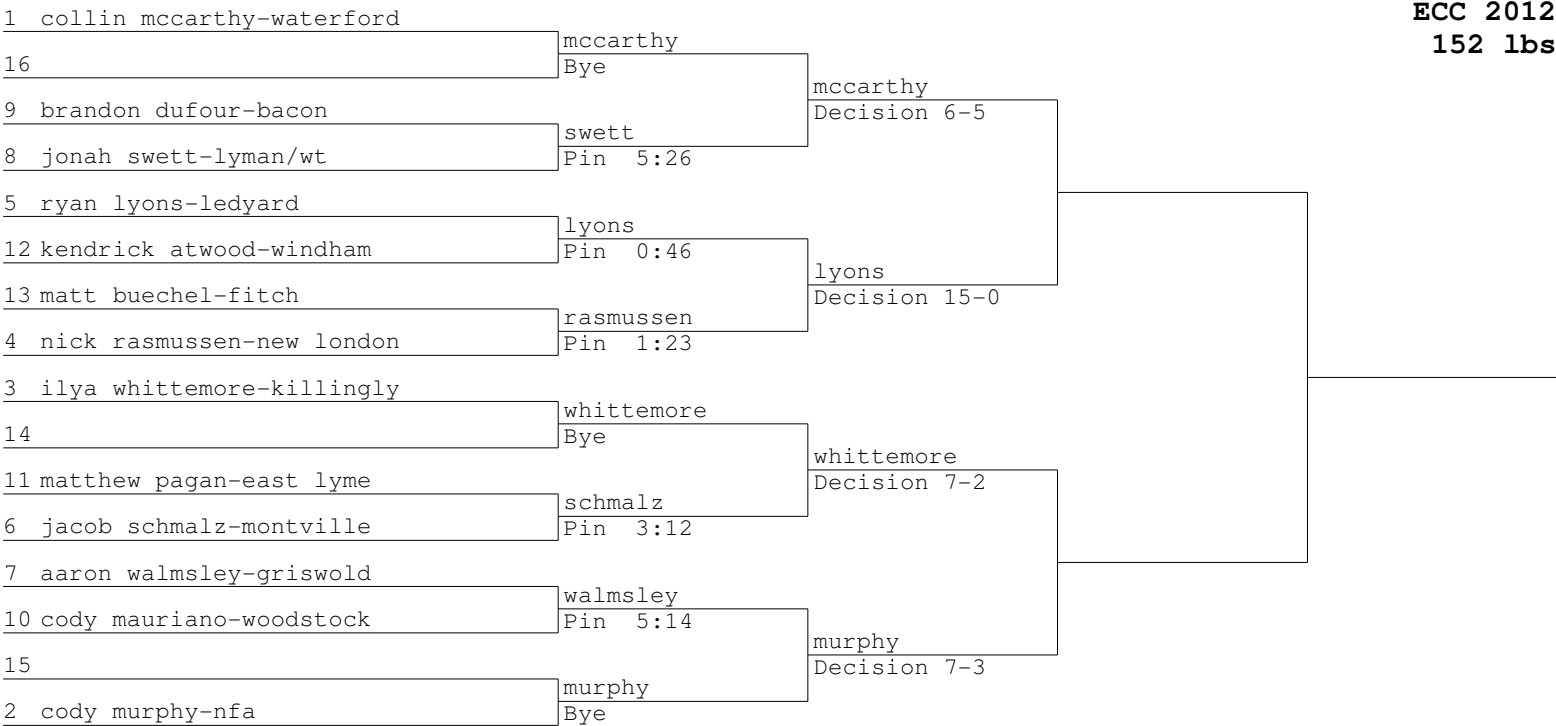 ECC 2012
152 lbs
1 collin mccarthy-waterford
mccarthy
16
Bye
mccarthy
9 brandon dufour-bacon
Decision 6-5
swett
8 jonah swett-lyman/wt
Pin 5:26
5 ryan lyons-ledyard
lyons
12 kendrick atwood-windham
Pin 0:46
lyons
13 matt buechel-fitch
Decision 15-0
rasmussen
4 nick rasmussen-new london
Pin 1:23
3 ilya whittemore-killingly
whittemore
14
Bye
whittemore
11 matthew pagan-east lyme
Decision 7-2
schmalz
6 jacob schmalz-montville
Pin 3:12
7 aaron walmsley-griswold
walmsley
10 cody mauriano-woodstock
Pin 5:14
murphy
15
Decision 7-3
murphy
2 cody murphy-nfa
Bye